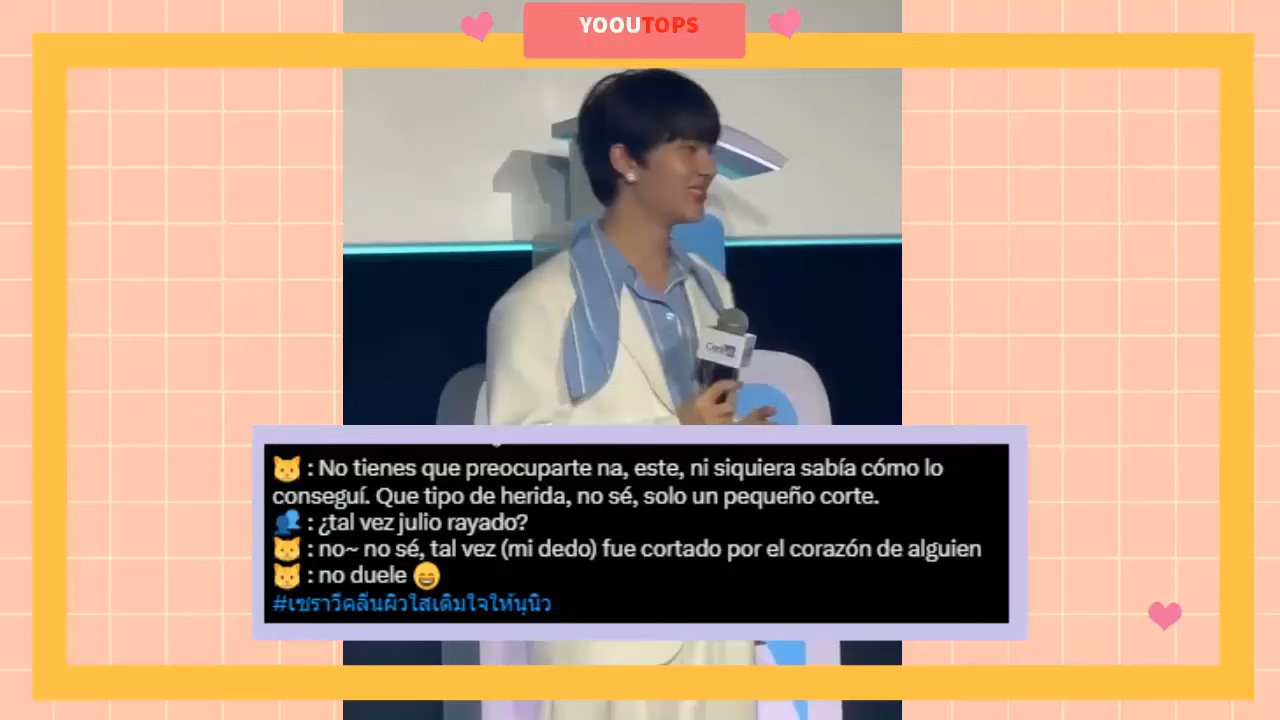 YOOUTOPS
: No tienes que preocuparte na, este, ni siquiera sabía cómo lo
conseguí. Que tipo de herida, no sé, solo un pequeño corte.
: ¿tal vez julio rayado?
: no~ no sé, tal vez (mi dedo) fue cortado por el corazón de alguien
: no duele 😄
#เซราวีคลีนผิวใสเติมใจให้นุนิว